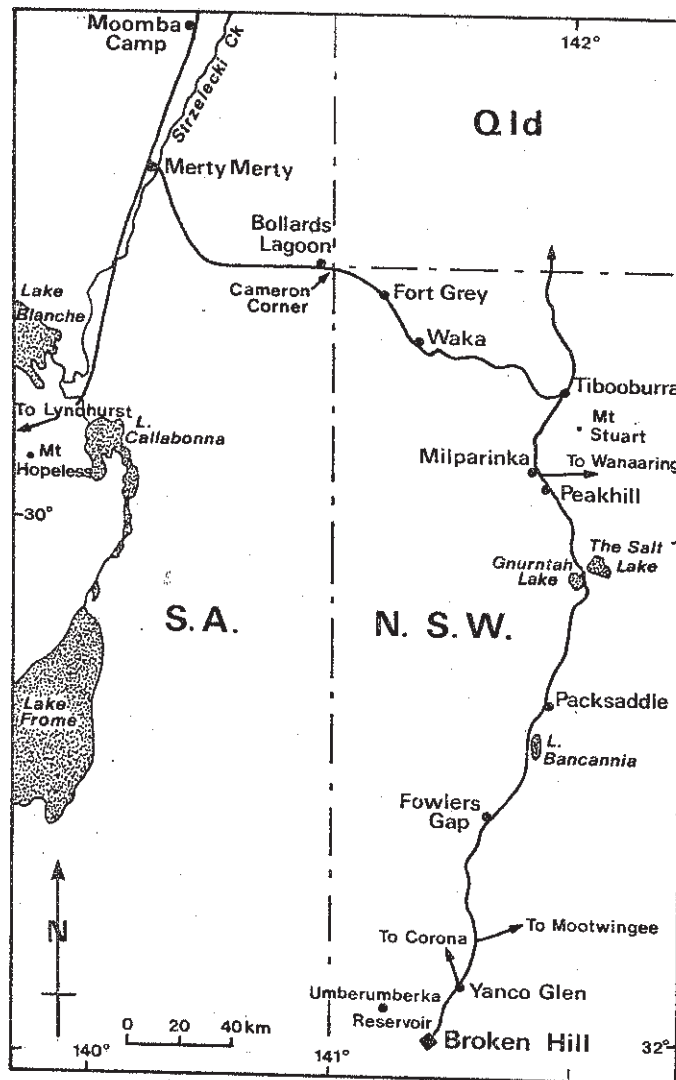 Moomba
Camp
142°
Strzelecki Ck
Qld
Merty Merty
Bollards
Lagoon
Cameron
Corner
Fort Grey
Lake
Blanche
Waka
Tibooburra
To Lyndhurst
L.
Callabonna
Mt
Stuart
Mt
Hopeless
Milparinka
To Wanaaring
Peakhill
30°
The Salt
Lake
Gnurntah
Lake
S.A.
N. S.W.
Lake
Frome
Packsaddle
L.
Bancannia
Fowlers
Gap
N
To Corona
To Mootwingee
Yanco Glen
Umberumberka
Reservoir
0 20 40 km
Broken Hill
32°
140°
141°